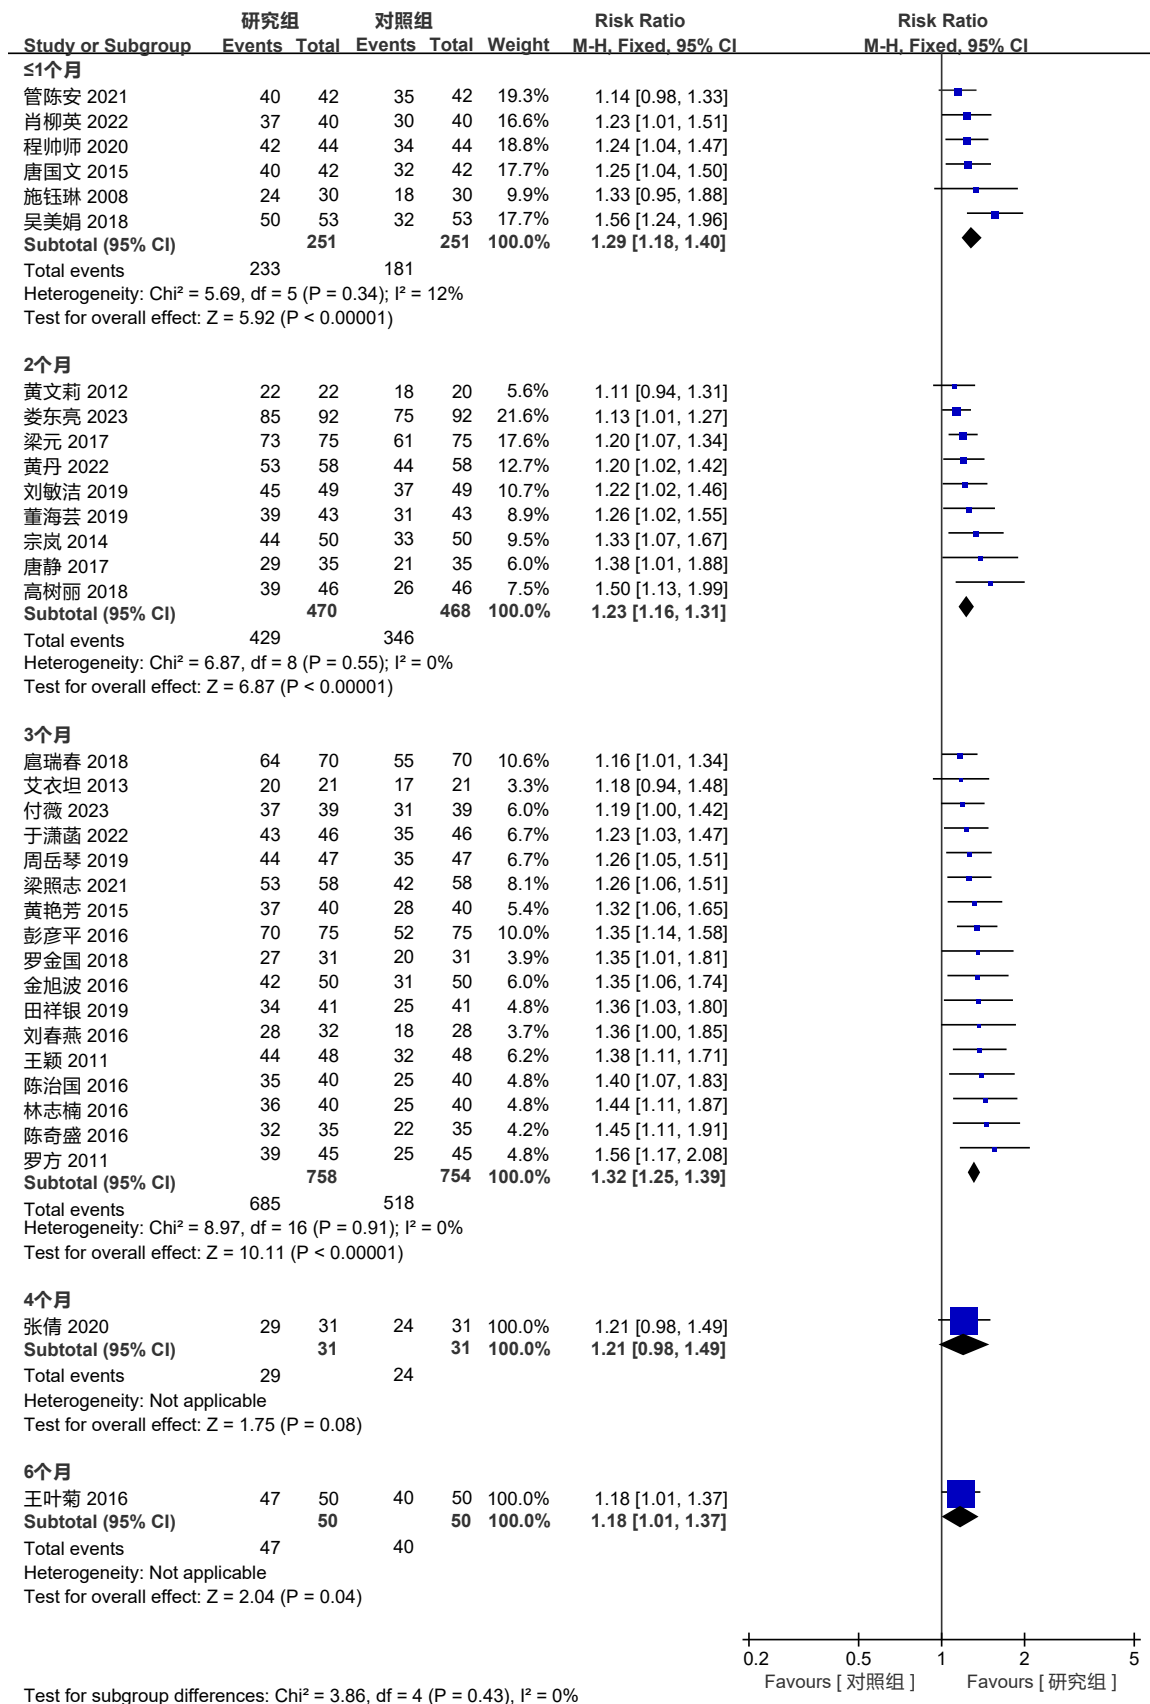 研究组 对照组 Risk Ratio Risk Ratio
Study or Subgroup Events Total Events Total Weight M-H, Fixed, 95% CI M-H, Fixed, 95% CI
≤1个月
管陈安 2021 40 42 35 42 19.3% 1.14 [0.98, 1.33]
肖柳英 2022 37 40 30 40 16.6% 1.23 [1.01, 1.51]
程帅师 2020 42 44 34 44 18.8% 1.24 [1.04, 1.47]
唐国文 2015 40 42 32 42 17.7% 1.25 [1.04, 1.50]
施钰琳 2008 24 30 18 30 9.9% 1.33 [0.95, 1.88]
吴美娟 2018 50 53 32 53 17.7% 1.56 [1.24, 1.96]
Subtotal (95% CI) 251 251 100.0% 1.29 [1.18, 1.40]
Total events 233 181
Heterogeneity: Chi² = 5.69, df = 5 (P = 0.34); I² = 12%
Test for overall effect: Z = 5.92 (P < 0.00001)
2个月
黄文莉 2012 22 22 18 20 5.6% 1.11 [0.94, 1.31]
娄东亮 2023 85 92 75 92 21.6% 1.13 [1.01, 1.27]
梁元 2017 73 75 61 75 17.6% 1.20 [1.07, 1.34]
黄丹 2022 53 58 44 58 12.7% 1.20 [1.02, 1.42]
刘敏洁 2019 45 49 37 49 10.7% 1.22 [1.02, 1.46]
董海芸 2019 39 43 31 43 8.9% 1.26 [1.02, 1.55]
宗岚 2014 44 50 33 50 9.5% 1.33 [1.07, 1.67]
唐静 2017 29 35 21 35 6.0% 1.38 [1.01, 1.88]
高树丽 2018 39 46 26 46 7.5% 1.50 [1.13, 1.99]
Subtotal (95% CI) 470 468 100.0% 1.23 [1.16, 1.31]
Total events 429 346
Heterogeneity: Chi² = 6.87, df = 8 (P = 0.55); I² = 0%
Test for overall effect: Z = 6.87 (P < 0.00001)
3个月
扈瑞春 2018 64 70 55 70 10.6% 1.16 [1.01, 1.34]
艾衣坦 2013 20 21 17 21 3.3% 1.18 [0.94, 1.48]
付薇 2023 37 39 31 39 6.0% 1.19 [1.00, 1.42]
于潇菡 2022 43 46 35 46 6.7% 1.23 [1.03, 1.47]
周岳琴 2019 44 47 35 47 6.7% 1.26 [1.05, 1.51]
梁照志 2021 53 58 42 58 8.1% 1.26 [1.06, 1.51]
黄艳芳 2015 37 40 28 40 5.4% 1.32 [1.06, 1.65]
彭彦平 2016 70 75 52 75 10.0% 1.35 [1.14, 1.58]
罗金国 2018 27 31 20 31 3.9% 1.35 [1.01, 1.81]
金旭波 2016 42 50 31 50 6.0% 1.35 [1.06, 1.74]
田祥银 2019 34 41 25 41 4.8% 1.36 [1.03, 1.80]
刘春燕 2016 28 32 18 28 3.7% 1.36 [1.00, 1.85]
王颖 2011 44 48 32 48 6.2% 1.38 [1.11, 1.71]
陈治国 2016 35 40 25 40 4.8% 1.40 [1.07, 1.83]
林志楠 2016 36 40 25 40 4.8% 1.44 [1.11, 1.87]
陈奇盛 2016 32 35 22 35 4.2% 1.45 [1.11, 1.91]
罗方 2011 39 45 25 45 4.8% 1.56 [1.17, 2.08]
Subtotal (95% CI) 758 754 100.0% 1.32 [1.25, 1.39]
Total events 685 518
Heterogeneity: Chi² = 8.97, df = 16 (P = 0.91); I² = 0%
Test for overall effect: Z = 10.11 (P < 0.00001)
4个月
张倩 2020 29 31 24 31 100.0% 1.21 [0.98, 1.49]
Subtotal (95% CI) 31 31 100.0% 1.21 [0.98, 1.49]
Total events 29 24
Heterogeneity: Not applicable
Test for overall effect: Z = 1.75 (P = 0.08)
6个月
王叶菊 2016 47 50 40 50 100.0% 1.18 [1.01, 1.37]
Subtotal (95% CI) 50 50 100.0% 1.18 [1.01, 1.37]
Total events 47 40
Heterogeneity: Not applicable
Test for overall effect: Z = 2.04 (P = 0.04)
0.2 0.5 1 2 5
Favours [ 对照组 ] Favours [ 研究组 ]
Test for subgroup differences: Chi² = 3.86, df = 4 (P = 0.43), I² = 0%